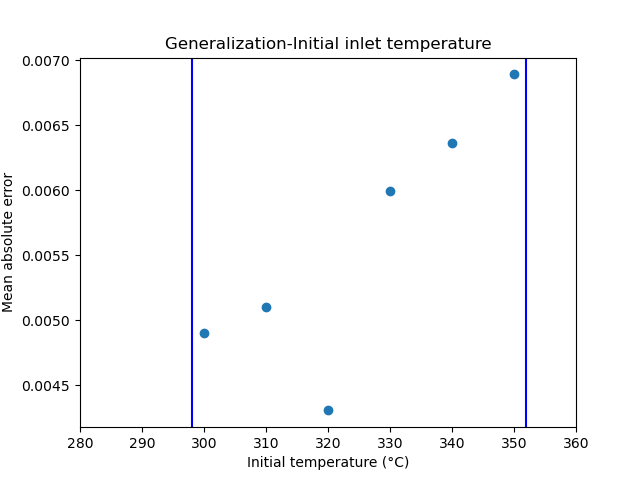 Generalization-Initial inlet temperature
0.0070
0.0065
0.0060
0.0055
0.0050
0.0045
Mean absolute error
280 290 300 310 320 330 340 350 360
Initial temperature (°C)